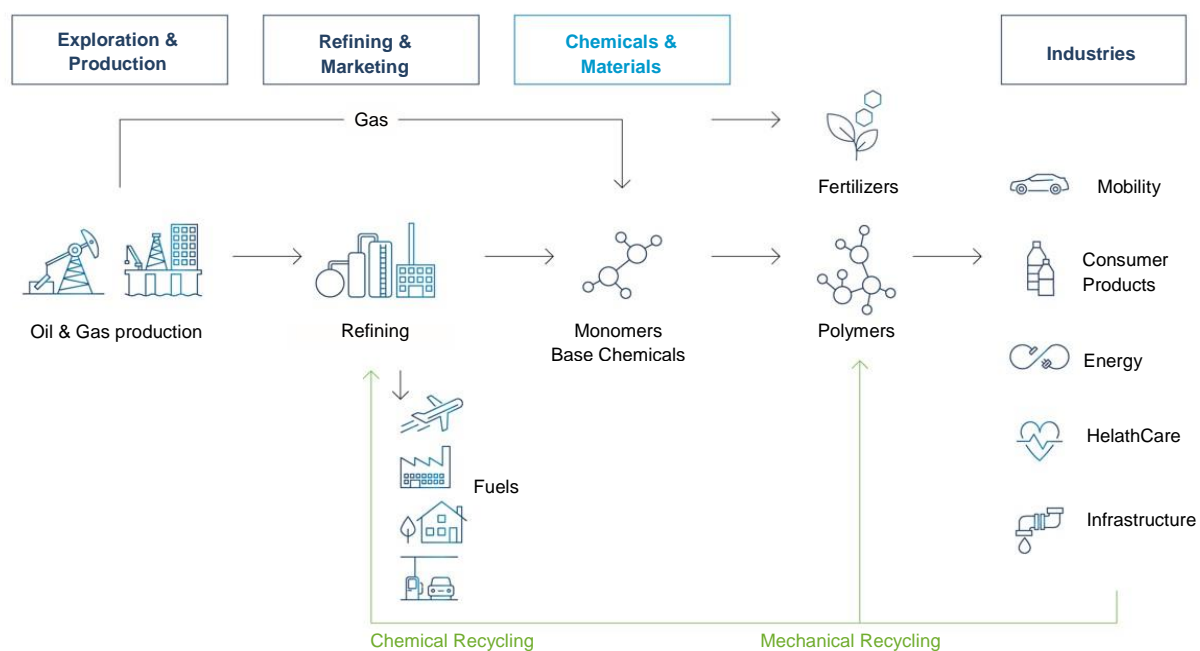 Exploration &
Production
Refining &
Marketing
Chemicals &
Materials
Industries
Gas
Fertilizers
Mobility
Consumer
Products
Oil & Gas production
Refining
Monomers
Base Chemicals
Polymers
Energy
HelathCare
Fuels
Infrastructure
Chemical Recycling
Mechanical Recycling